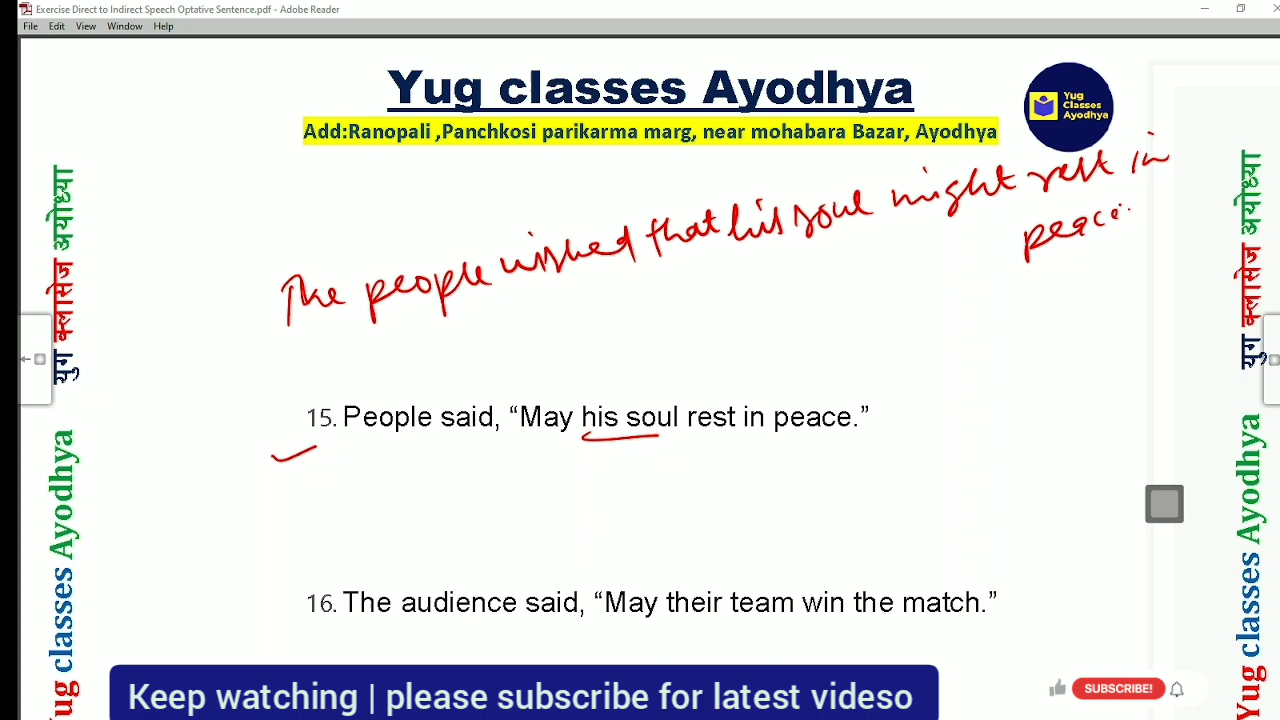 Exercise Direct to Indirect Speech Optative Sentence.pdf - Adobe Reader
File Edit View Window Help
Yug classes Ayodhya
Add:Ranopali ,Panchkosi parikarma marg, near mohabara Bazar, Ayodhya
Yug
Classes
Ayodhya
The people wished that his soul might rest in
peace.
15. People said, “May his soul rest in peace.”
16. The audience said, “May their team win the match.”
Yug classes Ayodhya युग क्लासेज अयोध्या
Yug classes Ayodhya युग क्लासेज अयोध्या
Keep watching | please subscribe for latest videso
SUBSCRIBE!